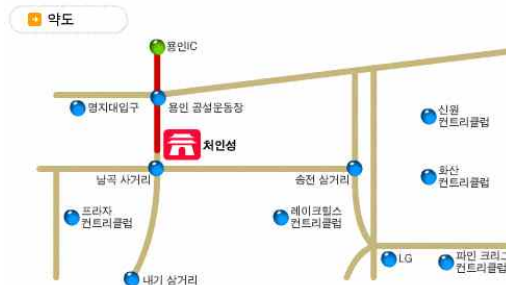 약도
용인IC
명지대입구
용인 공설운동장
신원
컨트리클럽
처인성
남곡 사거리
송전 삼거리
화산
컨트리클럽
프라자
컨트리클럽
레이크힐스
컨트리클럽
LG
파인 크리
컨트리클럽
내기 삼거리